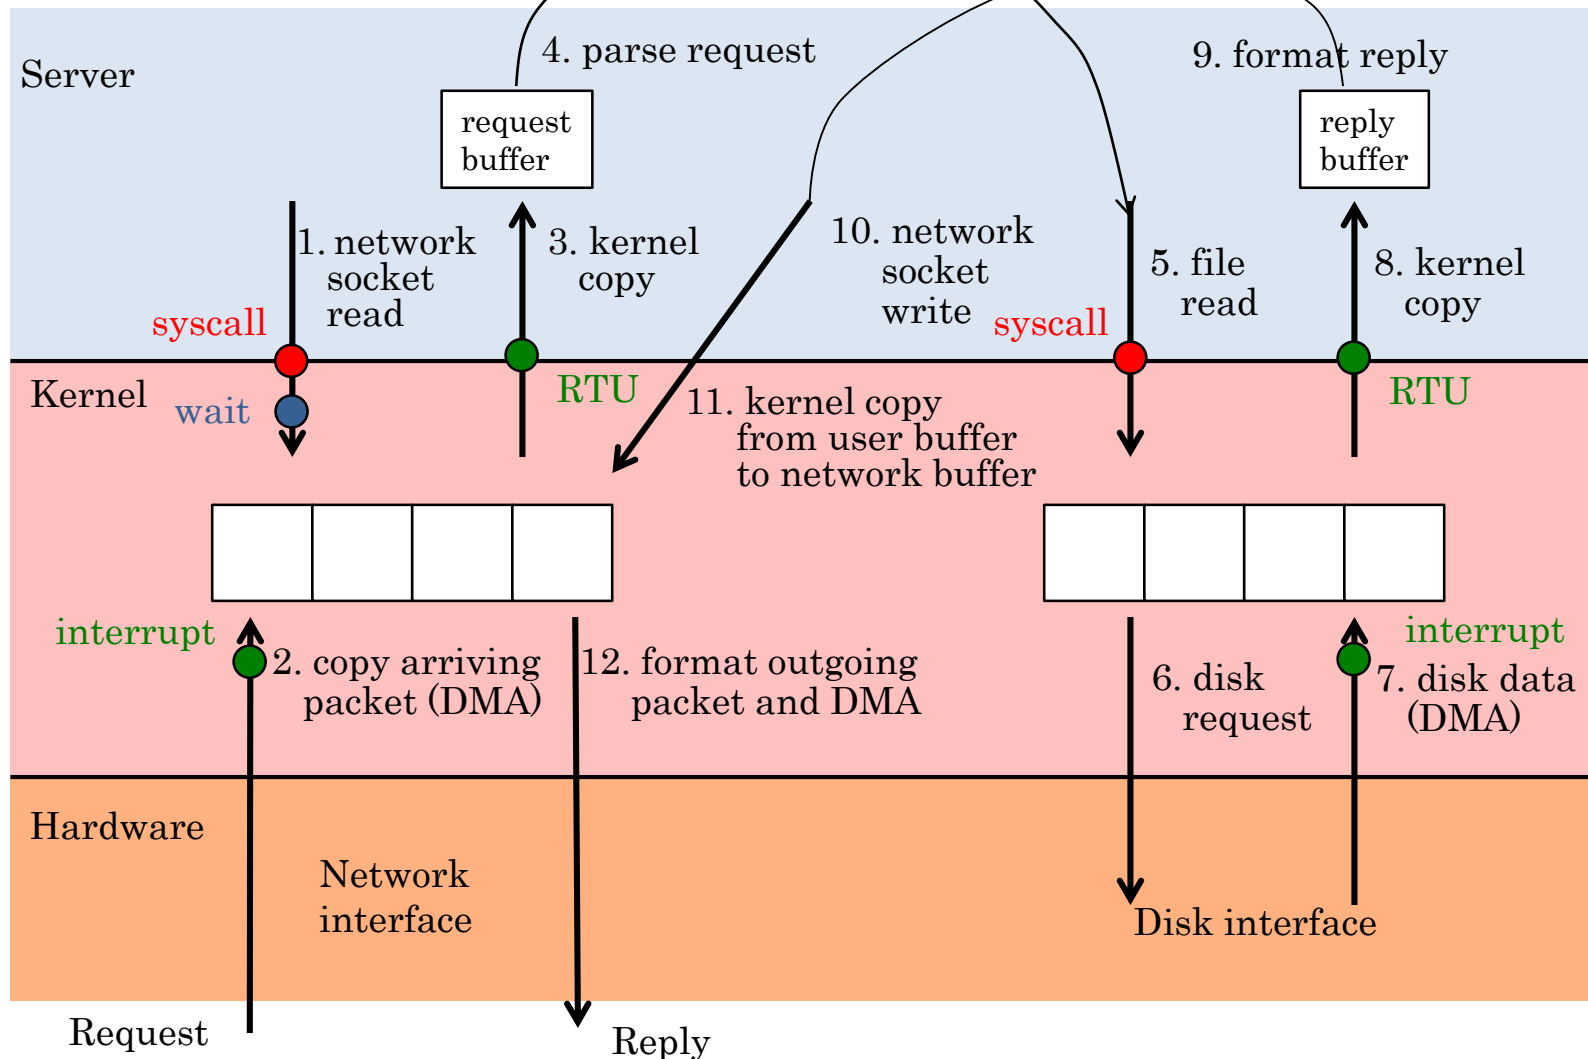 Server
4. parse request
9. format reply
request
buffer
reply
buffer
1. network
socket
read
3. kernel
copy
10. network
socket
write
5. file
read
8. kernel
copy
syscall
syscall
Kernel
wait
RTU
RTU
11. kernel copy
from user buffer
to network buffer
interrupt
interrupt
2. copy arriving
packet (DMA)
12. format outgoing
packet and DMA
6. disk
request
7. disk data
(DMA)
Hardware
Network
interface
Disk interface
Request
Reply